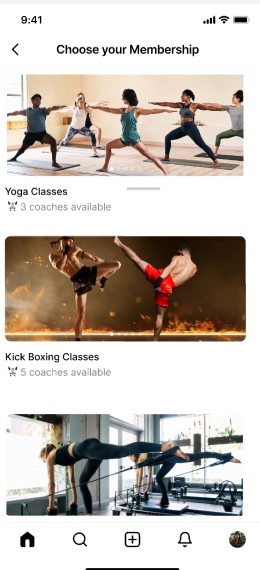 9:41
Choose your Membership
Yoga Classes
3 coaches available
Kick Boxing Classes
5 coaches available